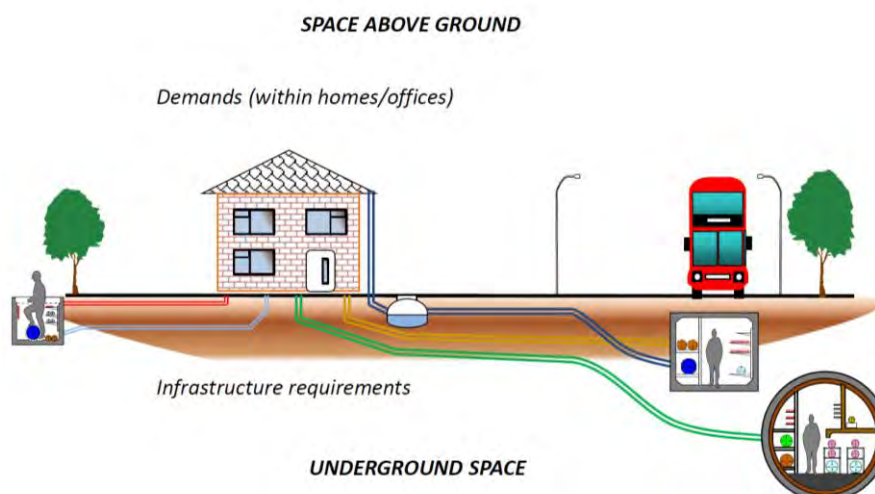 SPACE ABOVE GROUND
Demands (within homes/offices)
Infrastructure requirements
UNDERGROUND SPACE